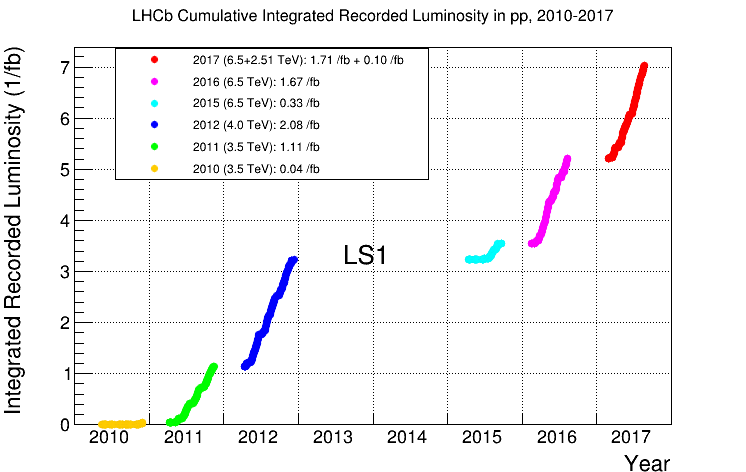 LHCb Cumulative Integrated Recorded Luminosity in pp, 2010-2017
Integrated Recorded Luminosity (1/fb)
7
6
5
4
3
2
1
0
2017 (6.5+2.51 TeV): 1.71 /fb + 0.10 /fb
2016 (6.5 TeV): 1.67 /fb
2015 (6.5 TeV): 0.33 /fb
2012 (4.0 TeV): 2.08 /fb
2011 (3.5 TeV): 1.11 /fb
2010 (3.5 TeV): 0.04 /fb
LS1
2010 2011 2012 2013 2014 2015 2016 2017
Year